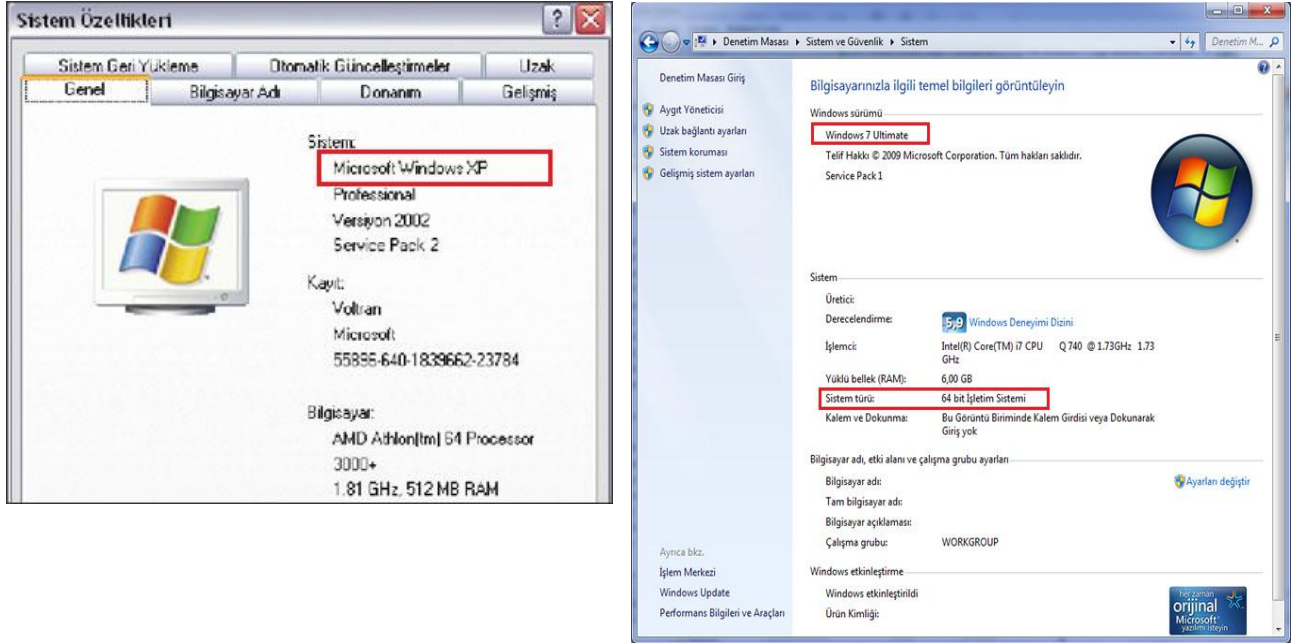 Sistem Özellikleri
Sistem Geri Yükleme
Otomatik Güncelleştirmeler
Uzak
Genel
Bilgisayar Adı
Donanım
Gelişmiş
Sistem:
Microsoft Windows XP
Professional
Versiyon 2002
Service Pack 2
Kayıt:
Voltran
Microsoft
55896-640-1839662-23784
Bilgisayar:
AMD Athlon(tm) 64 Processor
3000+
1.81 GHz, 512 MB RAM
Denetim Masası Sistem ve Güvenlik Sistem
Denetim M...
Denetim Masası Giriş
Aygıt Yöneticisi
Uzak bağlantı ayarları
Sistem koruması
Gelişmiş sistem ayarları
Ayrıca bkz.
İşlem Merkezi
Windows Update
Performans Bilgileri ve Araçları
Bilgisayarınızla ilgili temel bilgileri görüntüleyin
Windows sürümü
Windows 7 Ultimate
Telif Hakkı © 2009 Microsoft Corporation. Tüm hakları saklıdır.
Service Pack 1
Sistem
Üretici:
Derecelendirme: 5,9 Windows Deneyimi Dizini
İşlemci: Intel(R) Core(TM) i7 CPU Q 740 @ 1.73GHz 1.73
GHz
Yüklü bellek (RAM): 6,00 GB
Sistem türü: 64 bit İşletim Sistemi
Kalem ve Dokunma: Bu Görüntü Biriminde Kalem Girdisi veya Dokunarak
Giriş yok
Bilgisayar adı, etki alanı ve çalışma grubu ayarları
Bilgisayar adı: Ayarları değiştir
Tam bilgisayar adı:
Bilgisayar açıklaması:
Çalışma grubu: WORKGROUP
Windows etkinleştirme
Windows etkinleştirildi
Ürün Kimliği:
her zaman
orijinal
Microsoft
yazılımı isteyin